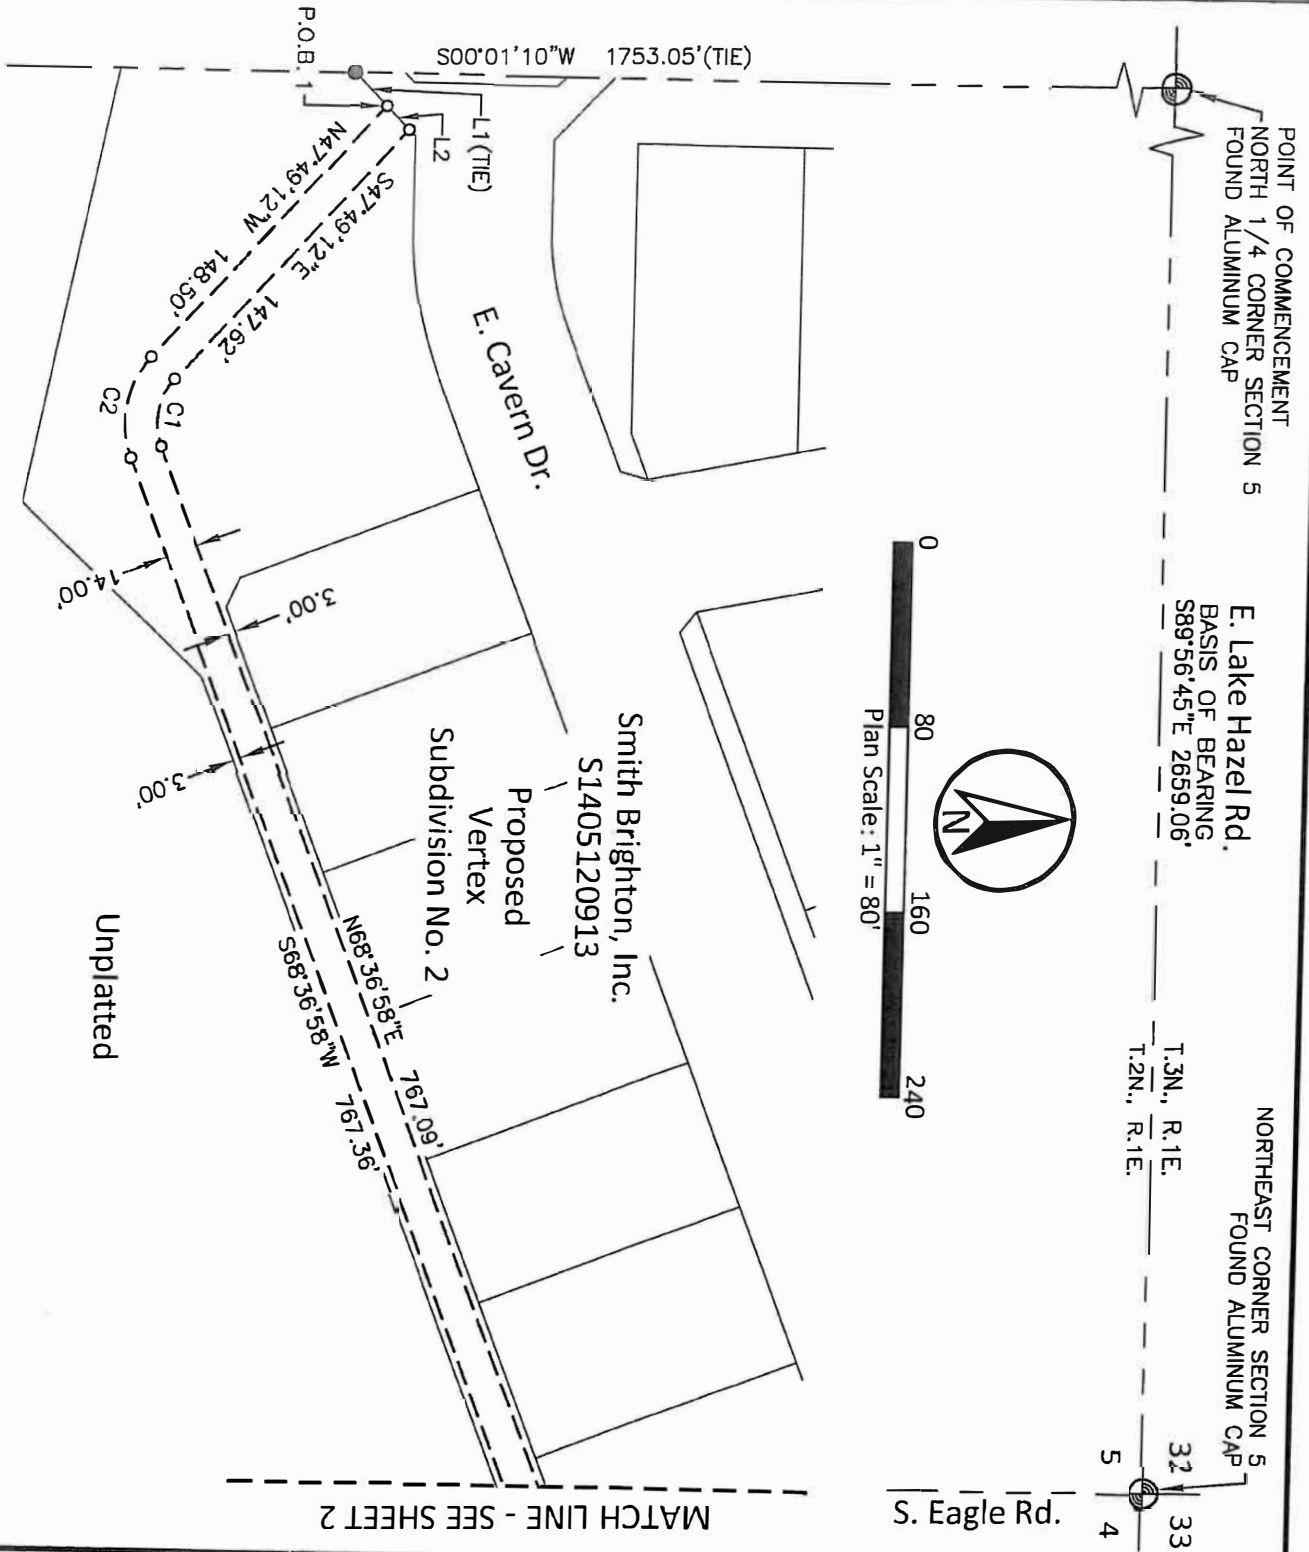 POINT OF COMMENCEMENT
NORTH 1/4 CORNER SECTION 5
FOUND ALUMINUM CAP
E. Lake Hazel Rd.
BASIS OF BEARING
S89°56'45"E 2659.06'
T.3N., R.1E.
T.2N., R.1E.
NORTHEAST CORNER SECTION 5
FOUND ALUMINUM CAP
32
33
5
4
S. Eagle Rd.
S00°01'10"W 1753.05'(TIE)
P.O.B. 1
L1(TIE)
L2
N47°49'12"W 148.50'
S47°49'12"E 147.62'
C1
C2
E. Cavern Dr.
0
80
160
240
Plan Scale: 1" = 80'
N
Smith Brighton, Inc.
S1405120913
Proposed
Vertex
Subdivision No. 2
14.00'
3.00'
3.00'
N68°36'58"E 767.09'
S68°36'58"W 767.36'
Unplatted
MATCH LINE - SEE SHEET 2